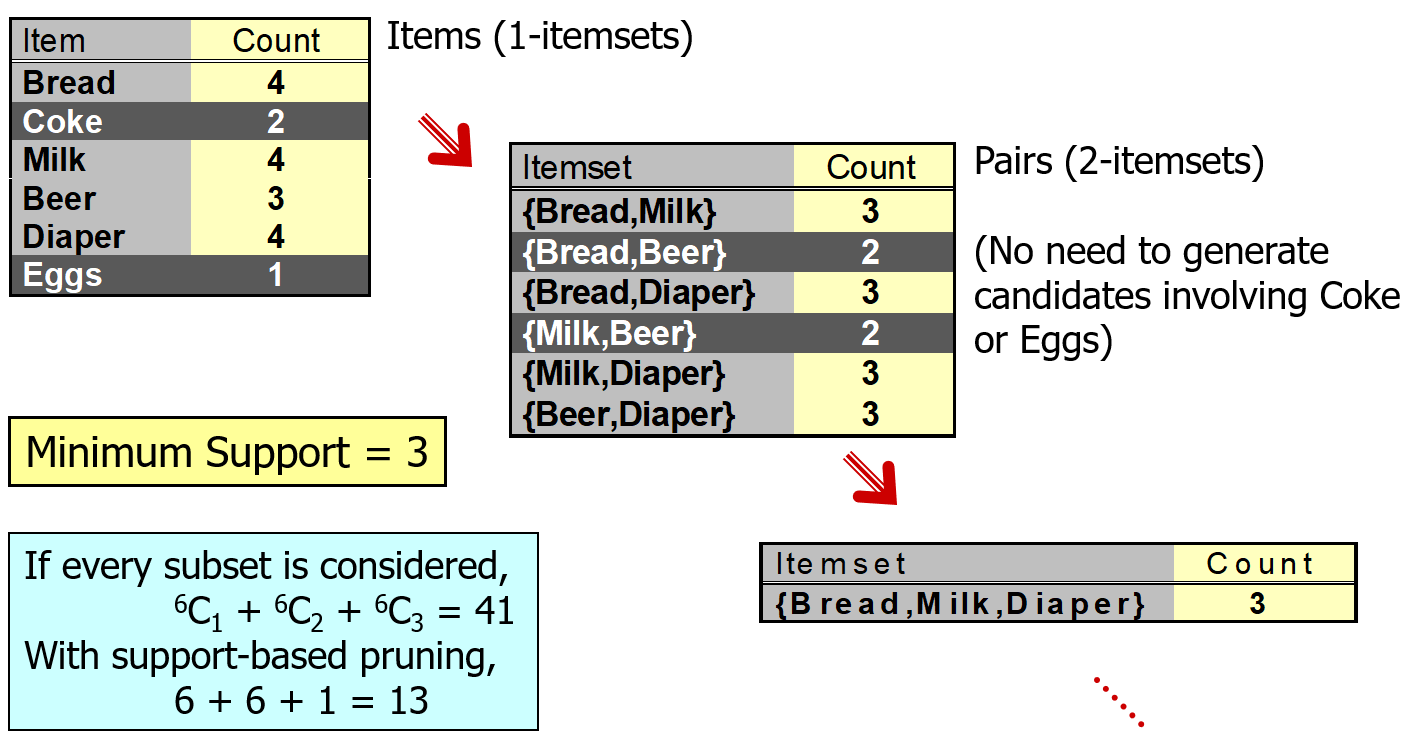 Item Count
Bread 4
Coke 2
Milk 4
Beer 3
Diaper 4
Eggs 1
Items (1-itemsets)
Itemset Count
{Bread,Milk} 3
{Bread,Beer} 2
{Bread,Diaper} 3
{Milk,Beer} 2
{Milk,Diaper} 3
{Beer,Diaper} 3
Pairs (2-itemsets)
(No need to generate
candidates involving Coke
or Eggs)
Minimum Support = 3
If every subset is considered,
⁶C₁ + ⁶C₂ + ⁶C₃ = 41
With support-based pruning,
6 + 6 + 1 = 13
Itemset Count
{Bread,Milk,Diaper} 3